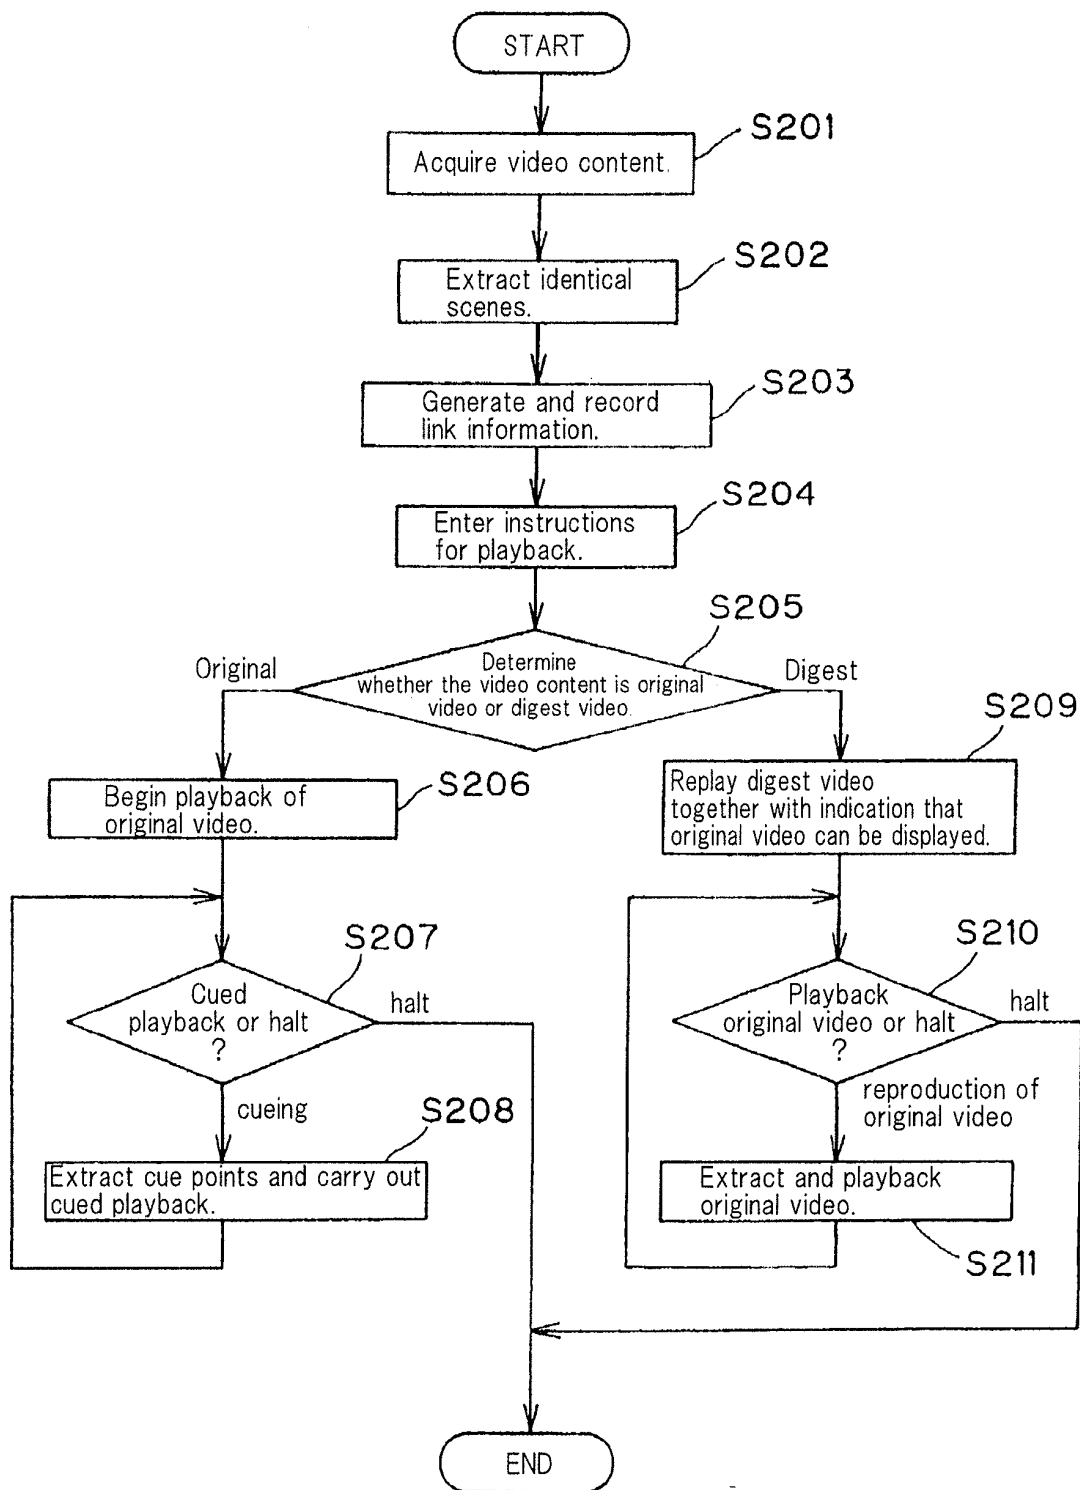 START
S201
Acquire video content.
S202
Extract identical
scenes.
S203
Generate and record
link information.
S204
Enter instructions
for playback.
S205
Original
Determine
whether the video content is original
video or digest video.
Digest
S206
Begin playback of
original video.
S209
Replay digest video
together with indication that
original video can be displayed.
S207
Cued
playback or halt
?
halt
cueing
S208
Extract cue points and carry out
cued playback.
S210
Playback
original video or halt
?
halt
reproduction of
original video
Extract and playback
original video.
S211
END